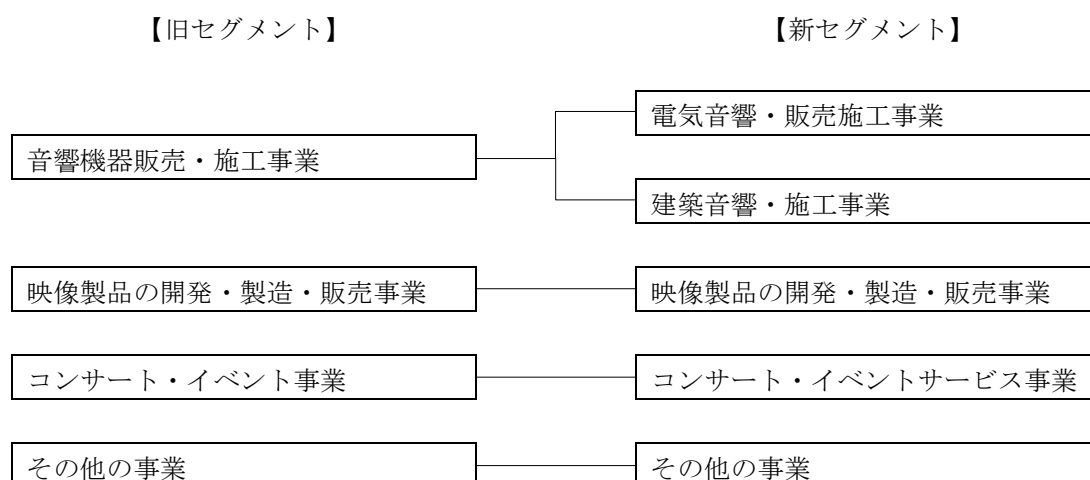 【旧セグメント】
【新セグメント】
電気音響・販売施工事業
音響機器販売・施工事業
建築音響・施工事業
映像製品の開発・製造・販売事業
映像製品の開発・製造・販売事業
コンサート・イベント事業
コンサート・イベントサービス事業
その他の事業
その他の事業